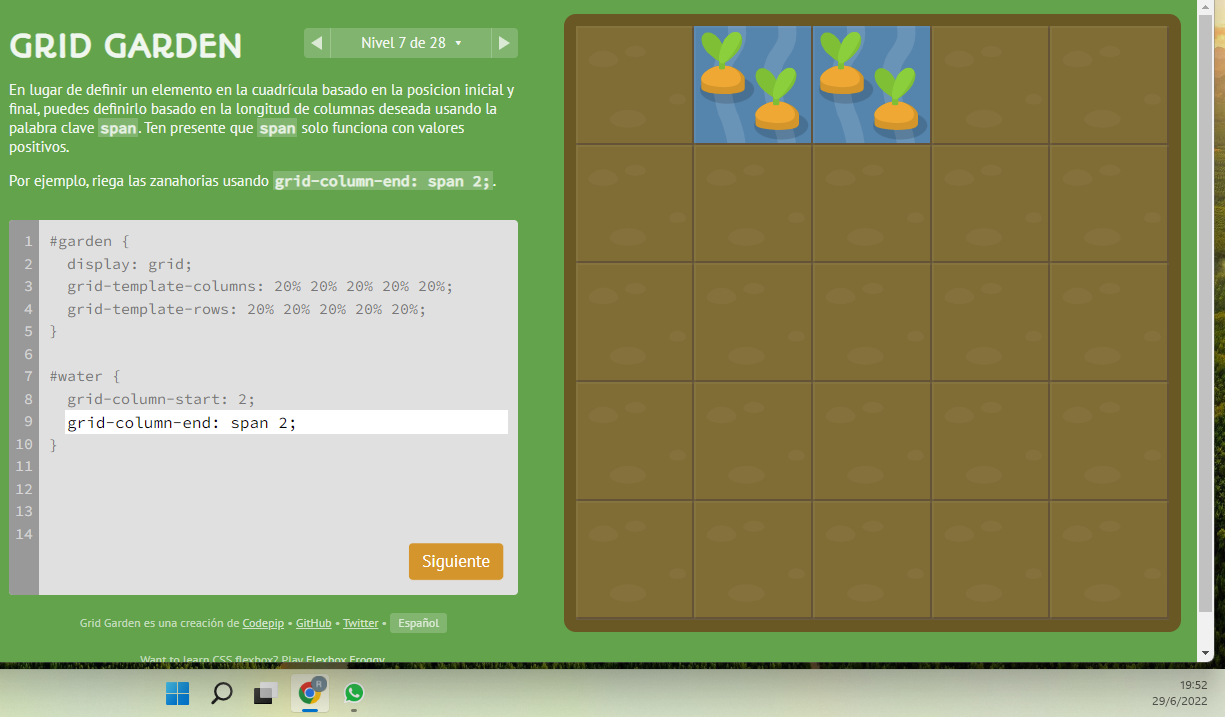 GRID GARDEN
Nivel 7 de 28
En lugar de definir un elemento en la cuadrícula basado en la posicion inicial y
final, puedes definirlo basado en la longitud de columnas deseada usando la
palabra clave span. Ten presente que span solo funciona con valores
positivos.
Por ejemplo, riega las zanahorias usando grid-column-end: span 2;.
1 #garden {
2 display: grid;
3 grid-template-columns: 20% 20% 20% 20% 20%;
4 grid-template-rows: 20% 20% 20% 20% 20%;
5 }
6
7 #water {
8 grid-column-start: 2;
9 grid-column-end: span 2;
10 }
11
12
13
14
Siguiente
Grid Garden es una creación de Codepip • GitHub • Twitter • Español
Want to learn CSS flexbox? Play Flexbox Froggy.
R
19:52
29/6/2022